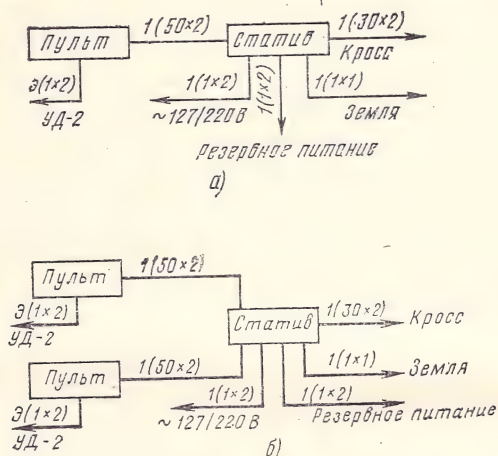 1(50×2)
1(30×2)
Пульт
Статив
Кросс
Э(1×2)
1(1×2)
1(1×2)
1(1×1)
УД-2
~127/220В
Земля
Резервное питание
а)
1(50×2)
Пульт
Э(1×2)
УД-2
Статив
1(30×2)
Кросс
1(50×2)
1(1×1)
Земля
Пульт
1(1×2)
1(1×2)
Э(1×2)
~127/220В
Резервное питание
УД-2
б)